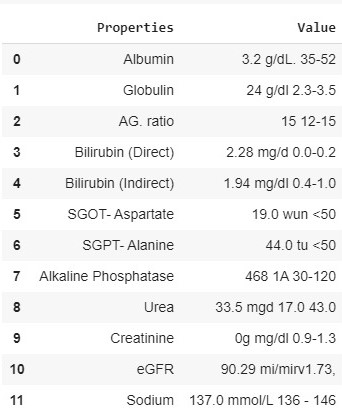 Properties Value
0 Albumin 3.2 g/dL. 35-52
1 Globulin 24 g/dl 2.3-3.5
2 AG. ratio 15 12-15
3 Bilirubin (Direct) 2.28 mg/d 0.0-0.2
4 Bilirubin (Indirect) 1.94 mg/dl 0.4-1.0
5 SGOT- Aspartate 19.0 wun <50
6 SGPT- Alanine 44.0 tu <50
7 Alkaline Phosphatase 468 1A 30-120
8 Urea 33.5 mgd 17.0 43.0
9 Creatinine 0g mg/dl 0.9-1.3
10 eGFR 90.29 mi/mirv1.73,
11 Sodium 137.0 mmol/L 136 - 146